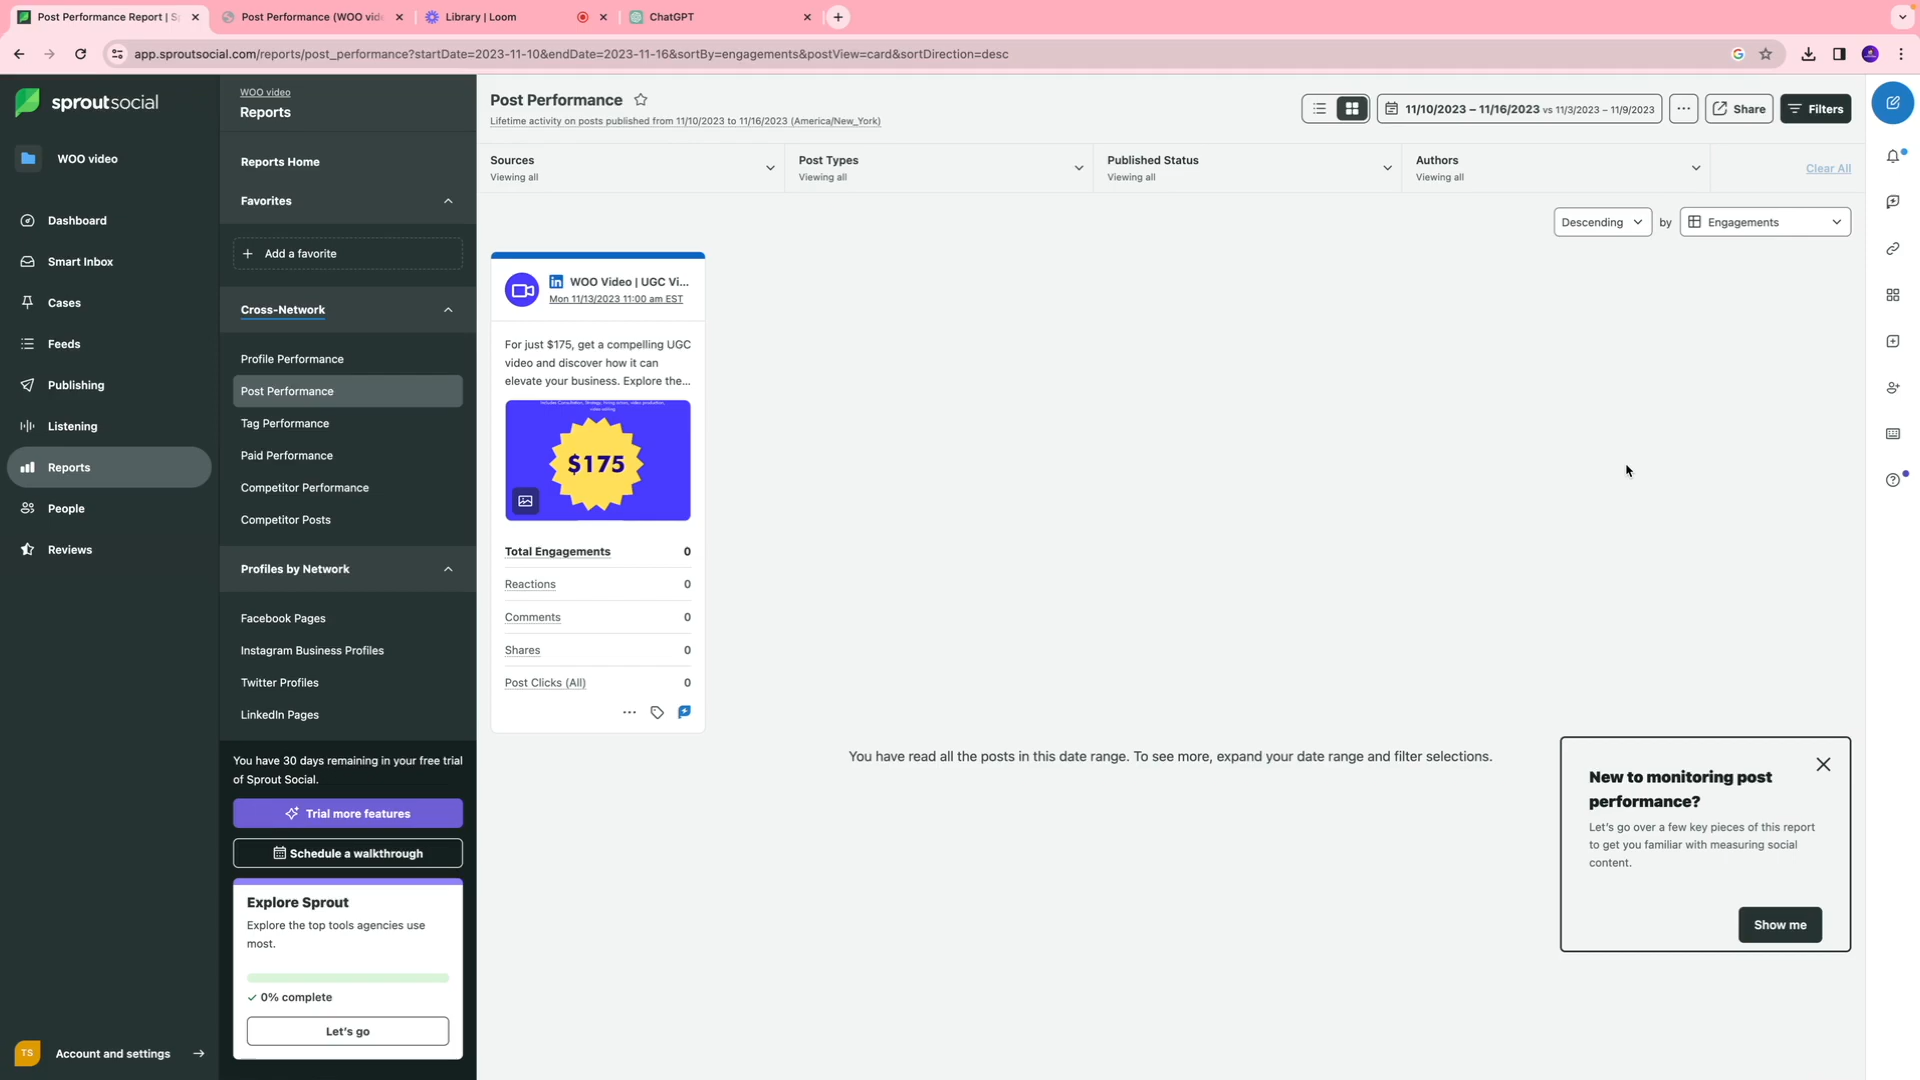 Post Performance Report | S
Post Performance (WOO vid
Library | Loom
ChatGPT
app.sproutsocial.com/reports/post_performance?startDate=2023-11-10&endDate=2023-11-16&sortBy=engagements&postView=card&sortDirection=desc
sproutsocial
WOO video
Dashboard
Smart Inbox
Cases
Feeds
Publishing
Listening
Reports
People
Reviews
TS
Account and settings
WOO video
Reports
Reports Home
Favorites
Add a favorite
Cross-Network
Profile Performance
Post Performance
Tag Performance
Paid Performance
Competitor Performance
Competitor Posts
Profiles by Network
Facebook Pages
Instagram Business Profiles
Twitter Profiles
LinkedIn Pages
You have 30 days remaining in your free trial
of Sprout Social.
Trial more features
Schedule a walkthrough
Explore Sprout
Explore the top tools agencies use
most.
0% complete
Let's go
Post Performance
Lifetime activity on posts published from 11/10/2023 to 11/16/2023 (America/New_York)
11/10/2023 – 11/16/2023 vs 11/3/2023 – 11/9/2023
Share
Filters
Sources
Viewing all
Post Types
Viewing all
Published Status
Viewing all
Authors
Viewing all
Clear All
Descending by Engagements
WOO Video | UGC Vi...
Mon 11/13/2023 11:00 am EST
For just $175, get a compelling UGC
video and discover how it can
elevate your business. Explore the...
$175
Total Engagements 0
Reactions 0
Comments 0
Shares 0
Post Clicks (All) 0
You have read all the posts in this date range. To see more, expand your date range and filter selections.
New to monitoring post
performance?
Let's go over a few key pieces of this report
to get you familiar with measuring social
content.
Show me